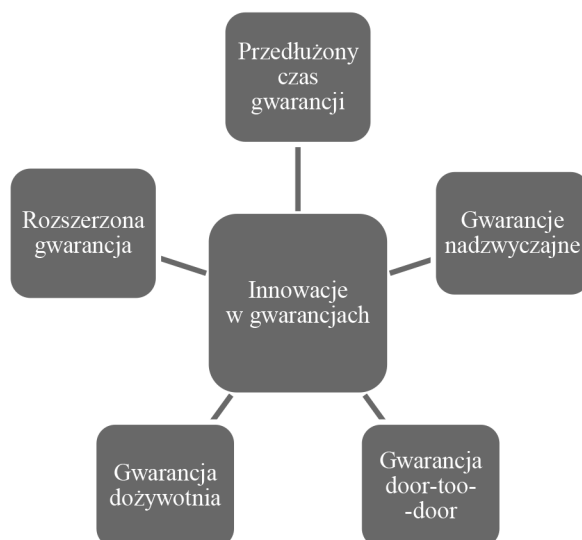 Przedłużony
czas
gwarancji
Rozszerzona
gwarancja
Gwarancje
nadzwyczajne
Innowacje
w gwarancjach
Gwarancja
dożywotnia
Gwarancja
door-too-
-door